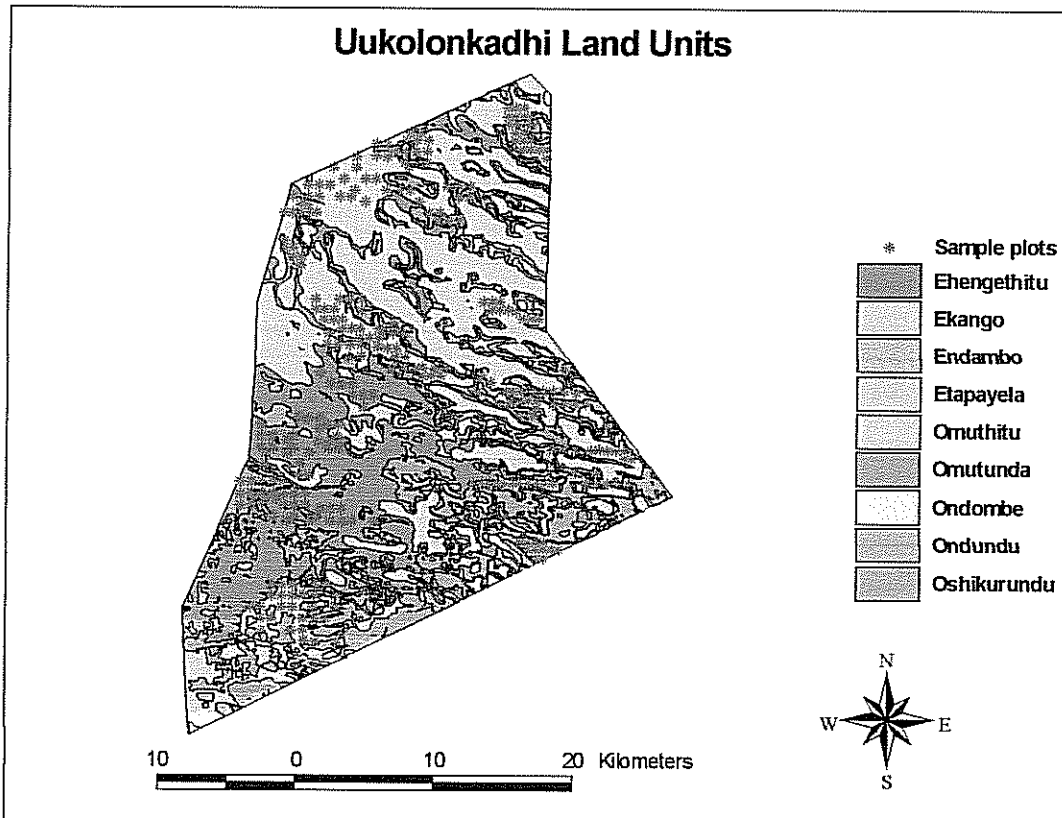 Uukolonkadhi Land Units
Sample plots
Ehengethitu
Ekango
Endambo
Etapayela
Omuthitu
Omutunda
Ondombe
Ondundu
Oshikurundu
N
W E
S
10 0 10 20 Kilometers